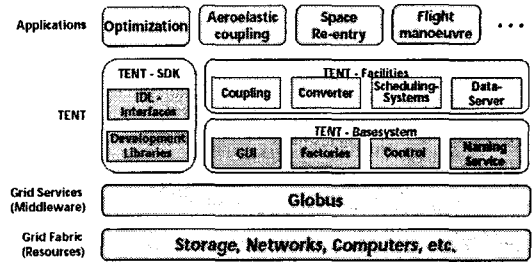 Applications
Optimization
Aeroelastic
coupling
Space
Re-entry
Flight
manoeuvre
...
TENT
TENT - SDK
IDL -
Interfaces
Development
Libraries
TENT - Facilities
Coupling
Converter
Scheduling-
Systems
Data-
Server
TENT - Basesystem
GUI
Factories
Control
Naming
Service
Grid Services
(Middleware)
Globus
Grid Fabric
(Resources)
Storage, Networks, Computers, etc.